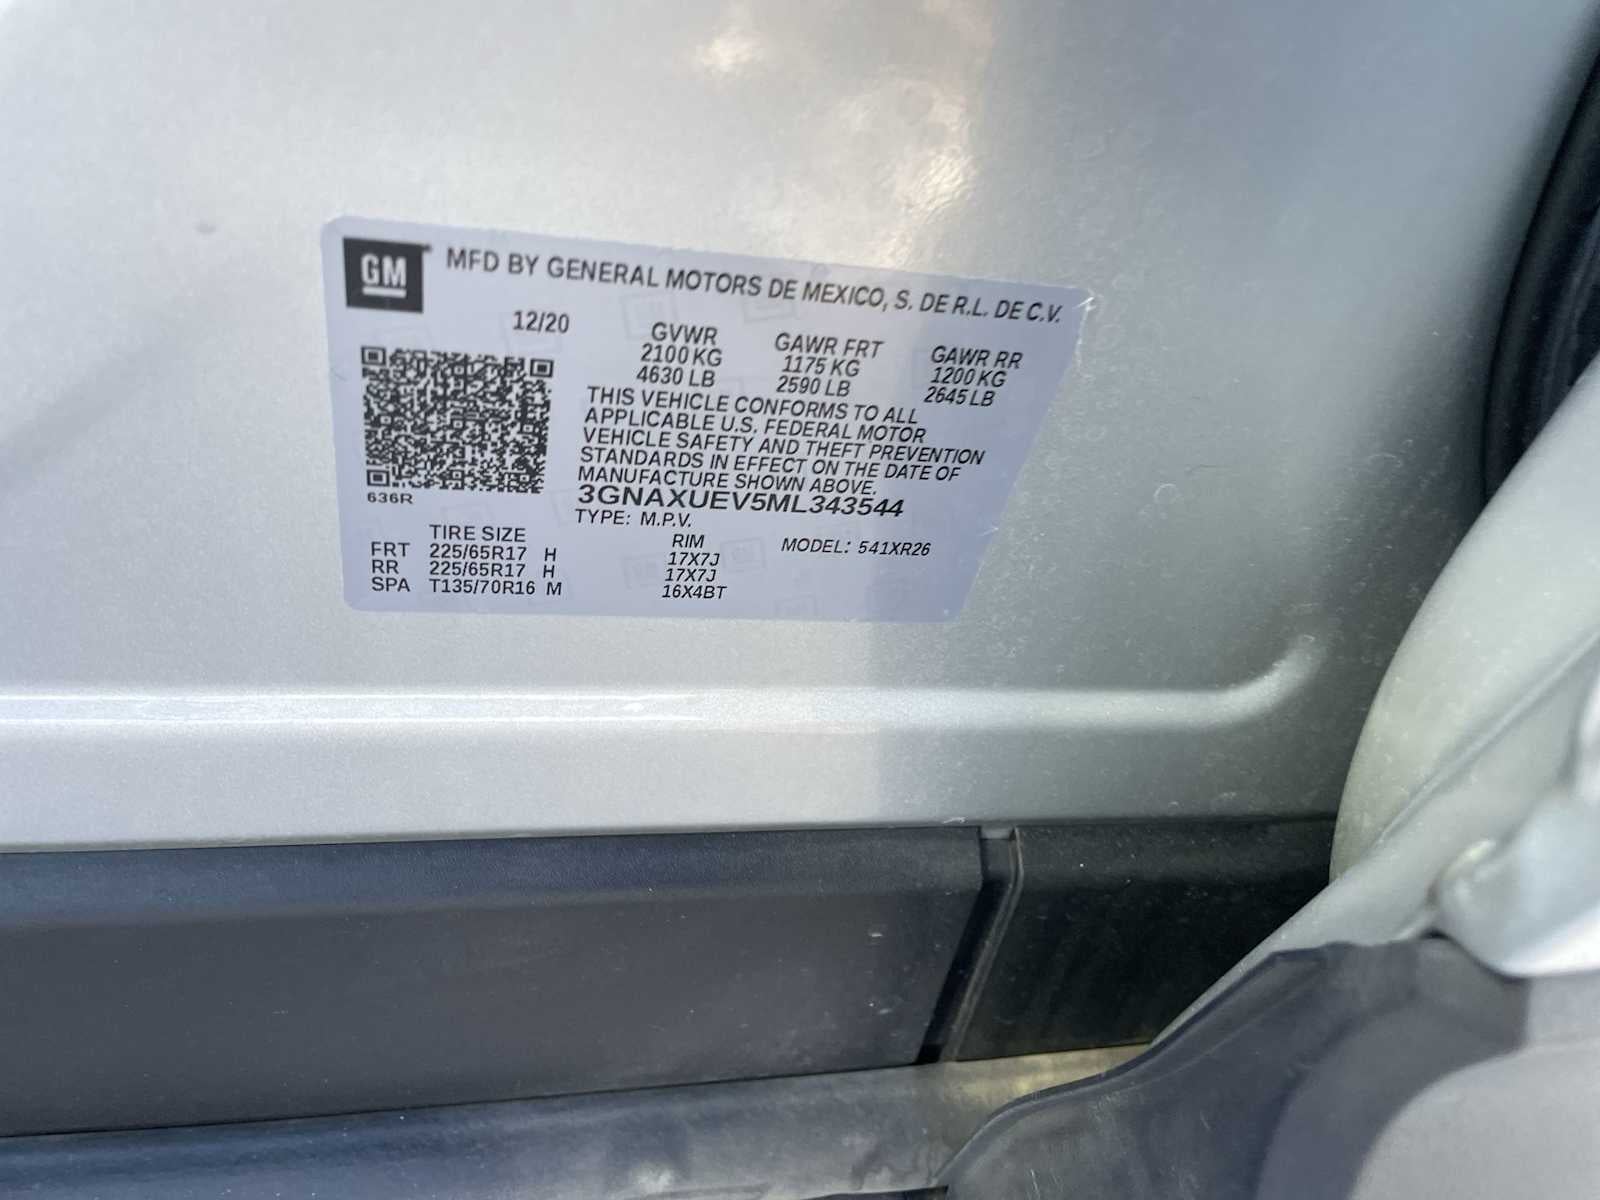 GM MFD BY GENERAL MOTORS DE MEXICO, S. DE R.L. DE C.V.
12/20 GVWR GAWR FRT GAWR RR
2100 KG 1175 KG 1200 KG
4630 LB 2590 LB 2645 LB
THIS VEHICLE CONFORMS TO ALL
APPLICABLE U.S. FEDERAL MOTOR
VEHICLE SAFETY AND THEFT PREVENTION
STANDARDS IN EFFECT ON THE DATE OF
MANUFACTURE SHOWN ABOVE.
636R 3GNAXUEV5ML343544
TYPE: M.P.V. MODEL: 541XR26
TIRE SIZE RIM
FRT 225/65R17 H 17X7J
RR 225/65R17 H 17X7J
SPA T135/70R16 M 16X4BT